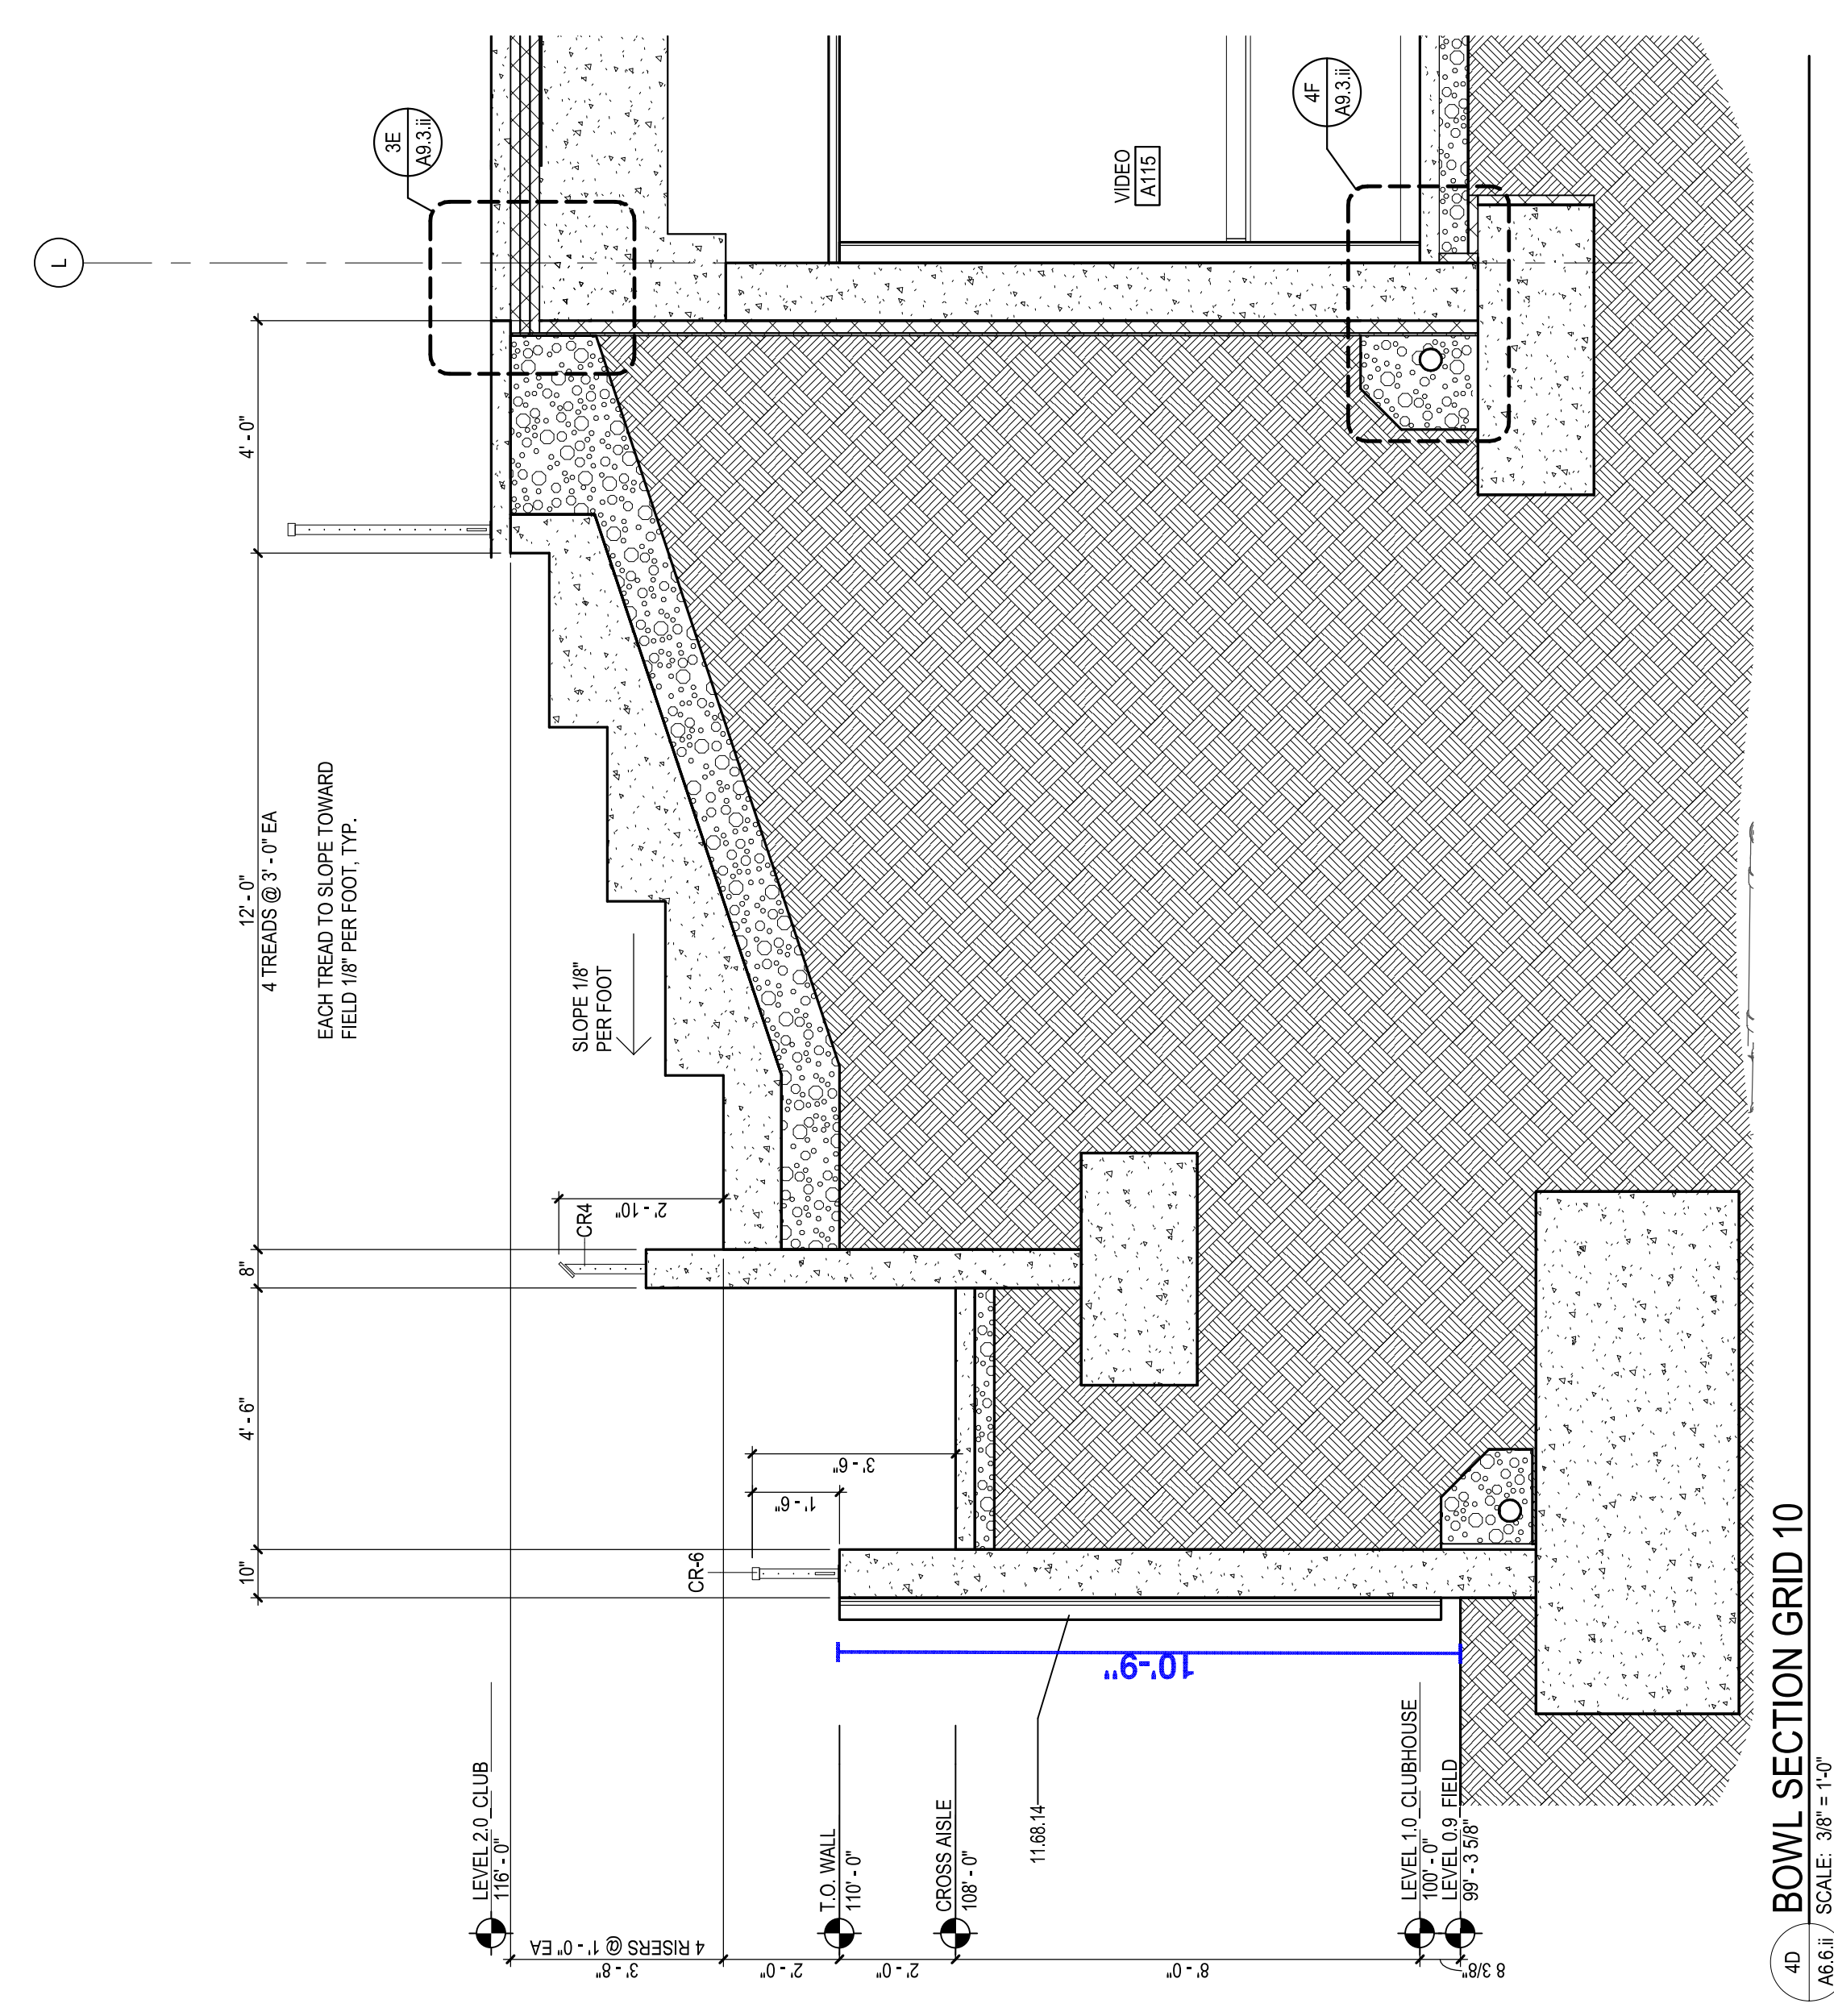 L
3E
A9.3.ii
4F
A9.3.ii
VIDEO
A115
4' - 0"
12' - 0"
4 TREADS @ 3' - 0" EA
EACH TREAD TO SLOPE TOWARD
FIELD 1/8" PER FOOT, TYP.
SLOPE 1/8"
PER FOOT
8"
4' - 6"
10"
2' - 10"
CR4
3' - 6"
1' - 6"
CR-6
10'-9"
11.68.14
LEVEL 2.0_CLUB
116' - 0"
T.O. WALL
110' - 0"
CROSS AISLE
108' - 0"
LEVEL 1.0_CLUBHOUSE
100' - 0"
LEVEL 0.9_FIELD
99' - 3 5/8"
4 RISERS @ 1' - 0" EA
3' - 8"
2' - 0"
2' - 0"
8' - 0"
8 3/8"
4D
A6.6.ii
BOWL SECTION GRID 10
SCALE: 3/8" = 1'-0"